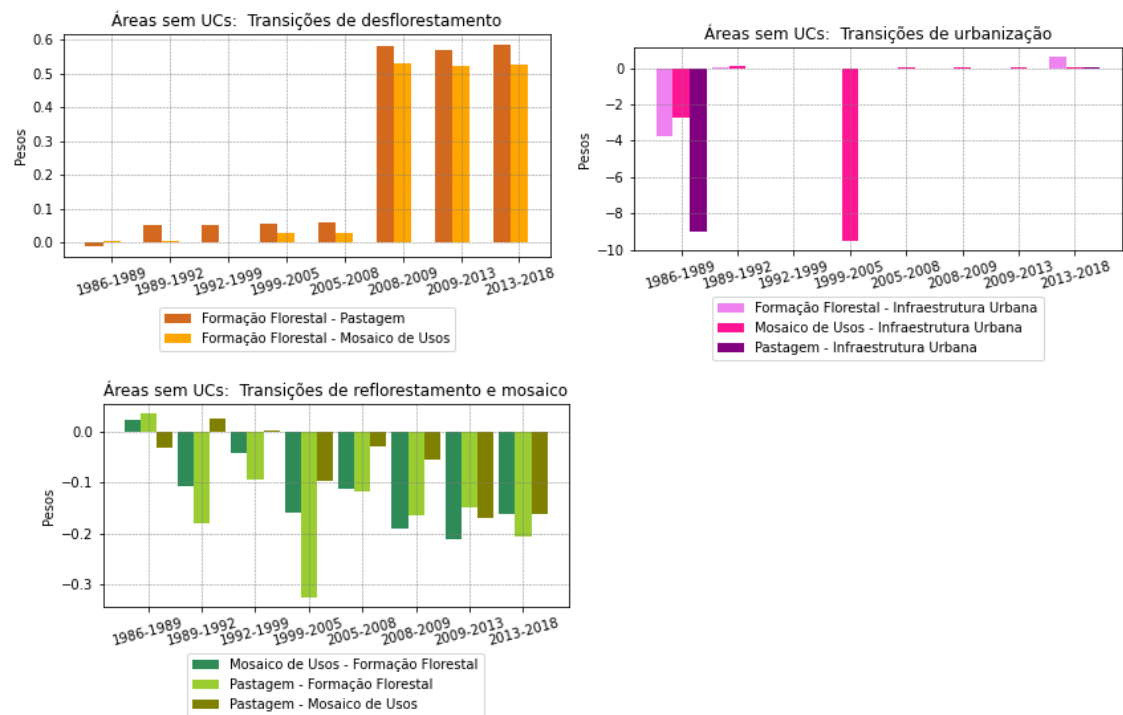 Áreas sem UCs:  Transições de desflorestamento
Pesos
0.6
0.5
0.4
0.3
0.2
0.1
0.0
1986-1989
1989-1992
1992-1999
1999-2005
2005-2008
2008-2009
2009-2013
2013-2018
Formação Florestal - Pastagem
Formação Florestal - Mosaico de Usos
Áreas sem UCs:  Transições de urbanização
Pesos
0
−2
−4
−6
−8
−10
1986-1989
1989-1992
1992-1999
1999-2005
2005-2008
2008-2009
2009-2013
2013-2018
Formação Florestal - Infraestrutura Urbana
Mosaico de Usos - Infraestrutura Urbana
Pastagem - Infraestrutura Urbana
Áreas sem UCs:  Transições de reflorestamento e mosaico
Pesos
0.0
−0.1
−0.2
−0.3
1986-1989
1989-1992
1992-1999
1999-2005
2005-2008
2008-2009
2009-2013
2013-2018
Mosaico de Usos - Formação Florestal
Pastagem - Formação Florestal
Pastagem - Mosaico de Usos